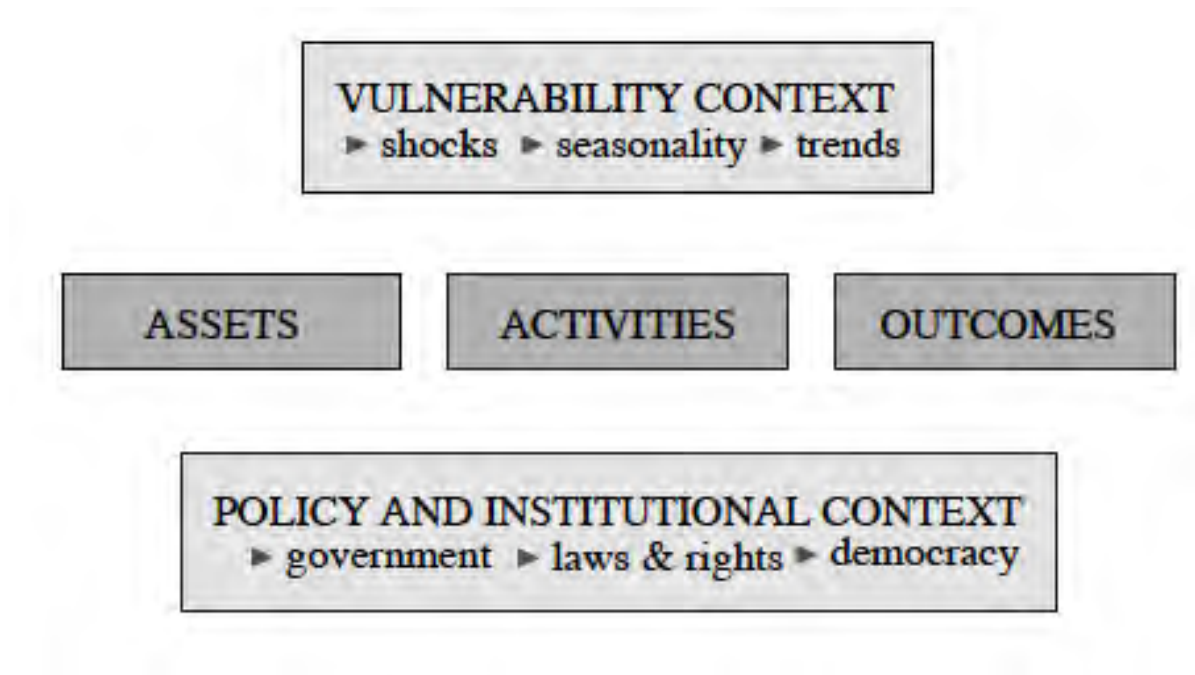 VULNERABILITY CONTEXT
▶ shocks ▶ seasonality ▶ trends
ASSETS
ACTIVITIES
OUTCOMES
POLICY AND INSTITUTIONAL CONTEXT
▶ government ▶ laws & rights ▶ democracy